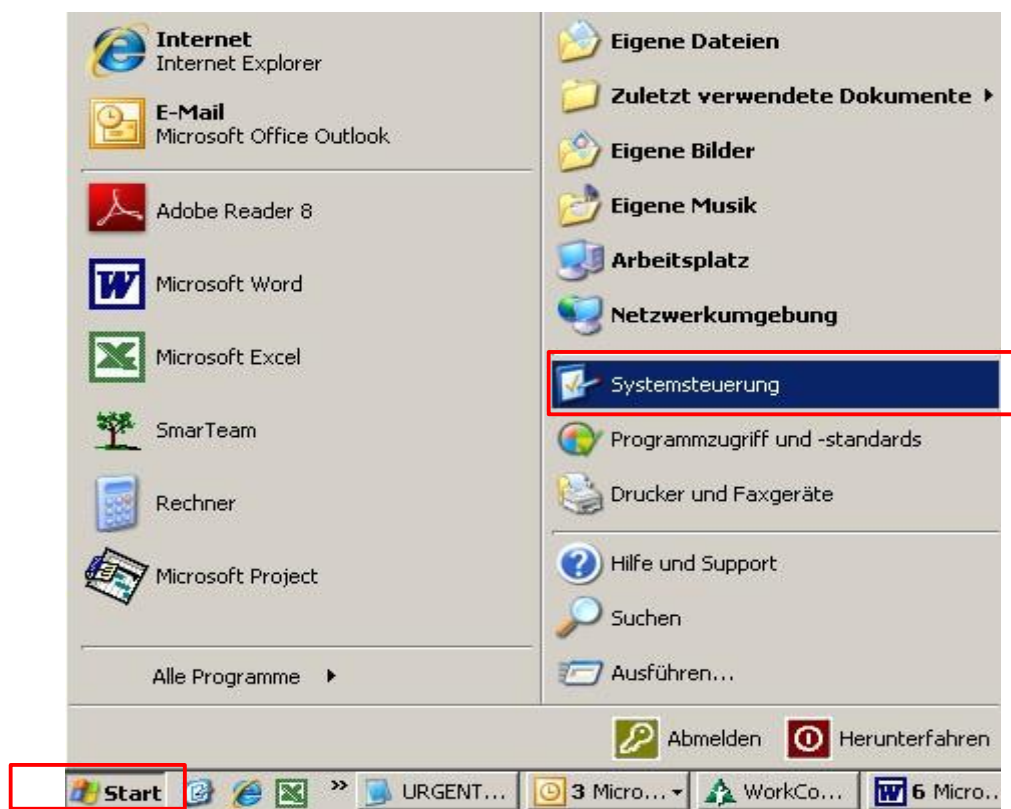 Internet
Internet Explorer
E-Mail
Microsoft Office Outlook
Adobe Reader 8
Microsoft Word
Microsoft Excel
SmarTeam
Rechner
Microsoft Project
Alle Programme
Eigene Dateien
Zuletzt verwendete Dokumente
Eigene Bilder
Eigene Musik
Arbeitsplatz
Netzwerkumgebung
Systemsteuerung
Programmzugriff und -standards
Drucker und Faxgeräte
Hilfe und Support
Suchen
Ausführen...
Abmelden Herunterfahren
Start » URGENT... 3 Micro... WorkCo... 6 Micro...